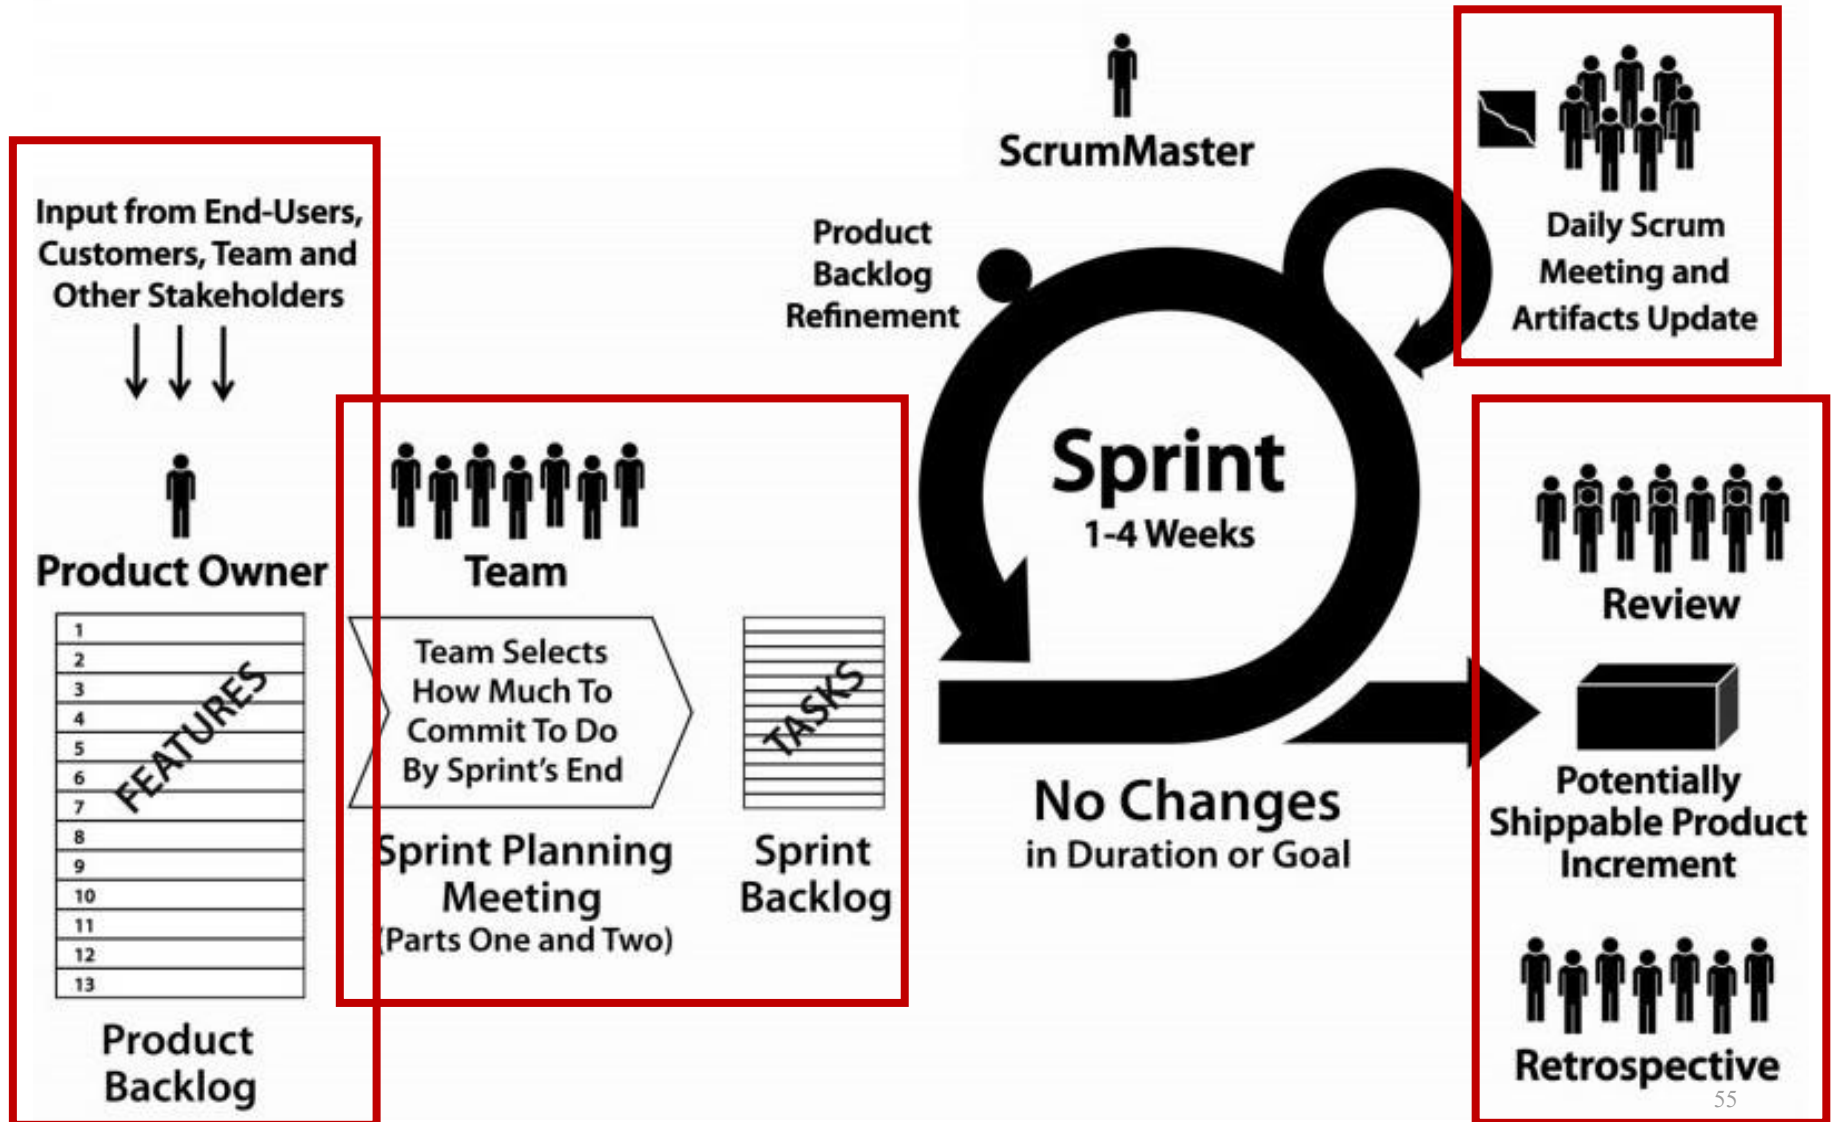 Input from End-Users,
Customers, Team and
Other Stakeholders
Product Owner
1
2
3
4
5
6
7
8
9
10
11
12
13
FEATURES
Product
Backlog
Team
Team Selects
How Much To
Commit To Do
By Sprint's End
Sprint Planning
Meeting
(Parts One and Two)
TASKS
Sprint
Backlog
ScrumMaster
Product
Backlog
Refinement
Sprint
1-4 Weeks
No Changes
in Duration or Goal
Daily Scrum
Meeting and
Artifacts Update
Review
Potentially
Shippable Product
Increment
Retrospective
55